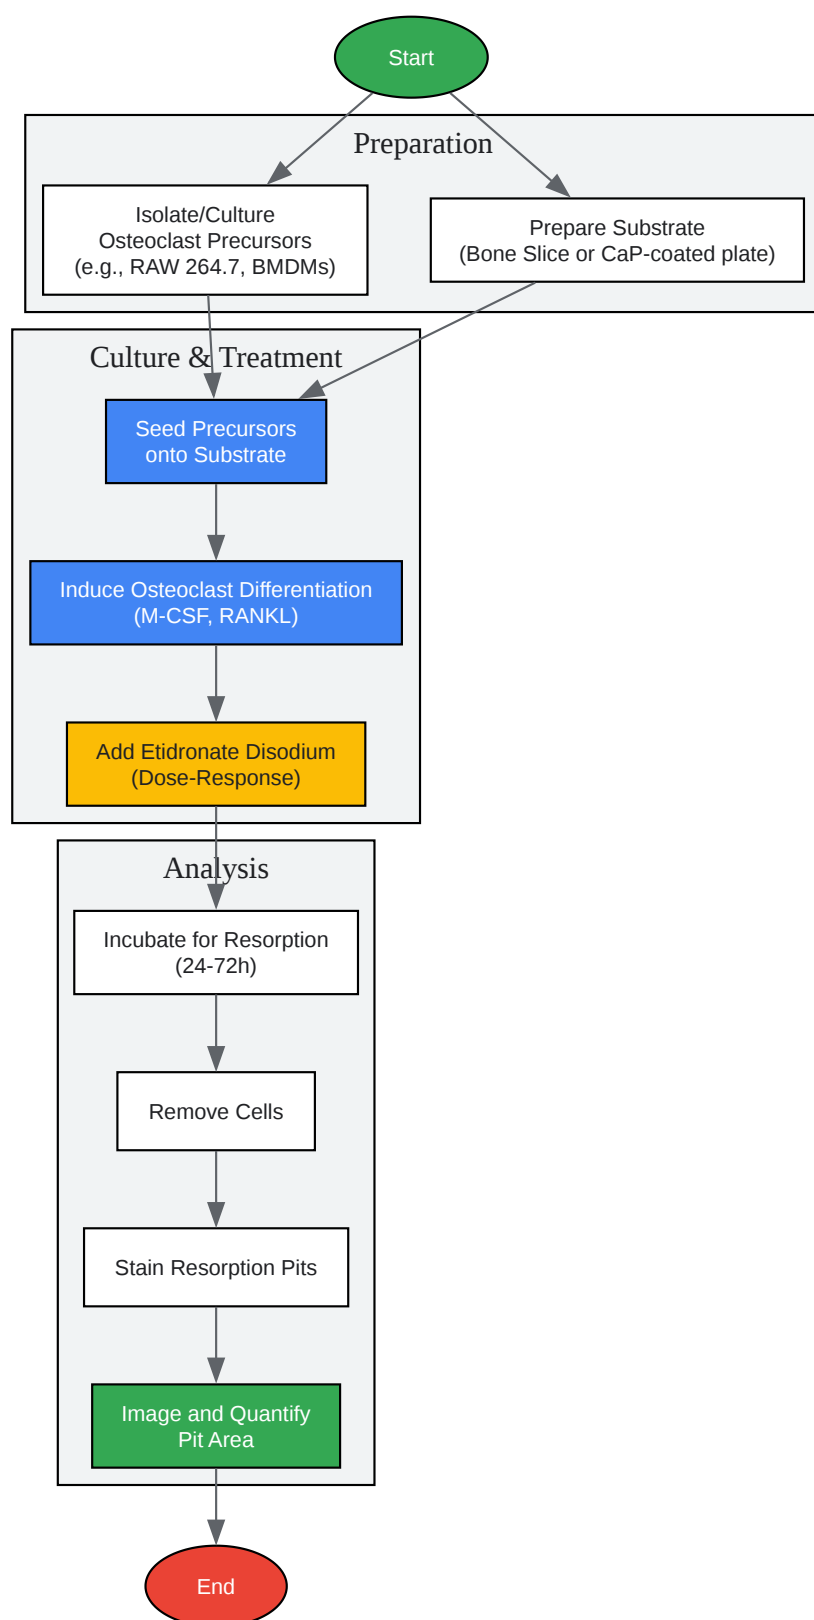 Start
Preparation
Isolate/Culture
Osteoclast Precursors
(e.g., RAW 264.7, BMDMs)
Prepare Substrate
(Bone Slice or CaP-coated plate)
Culture & Treatment
Seed Precursors
onto Substrate
Induce Osteoclast Differentiation
(M-CSF, RANKL)
Add Etidronate Disodium
(Dose-Response)
Analysis
Incubate for Resorption
(24-72h)
Remove Cells
Stain Resorption Pits
Image and Quantify
Pit Area
End